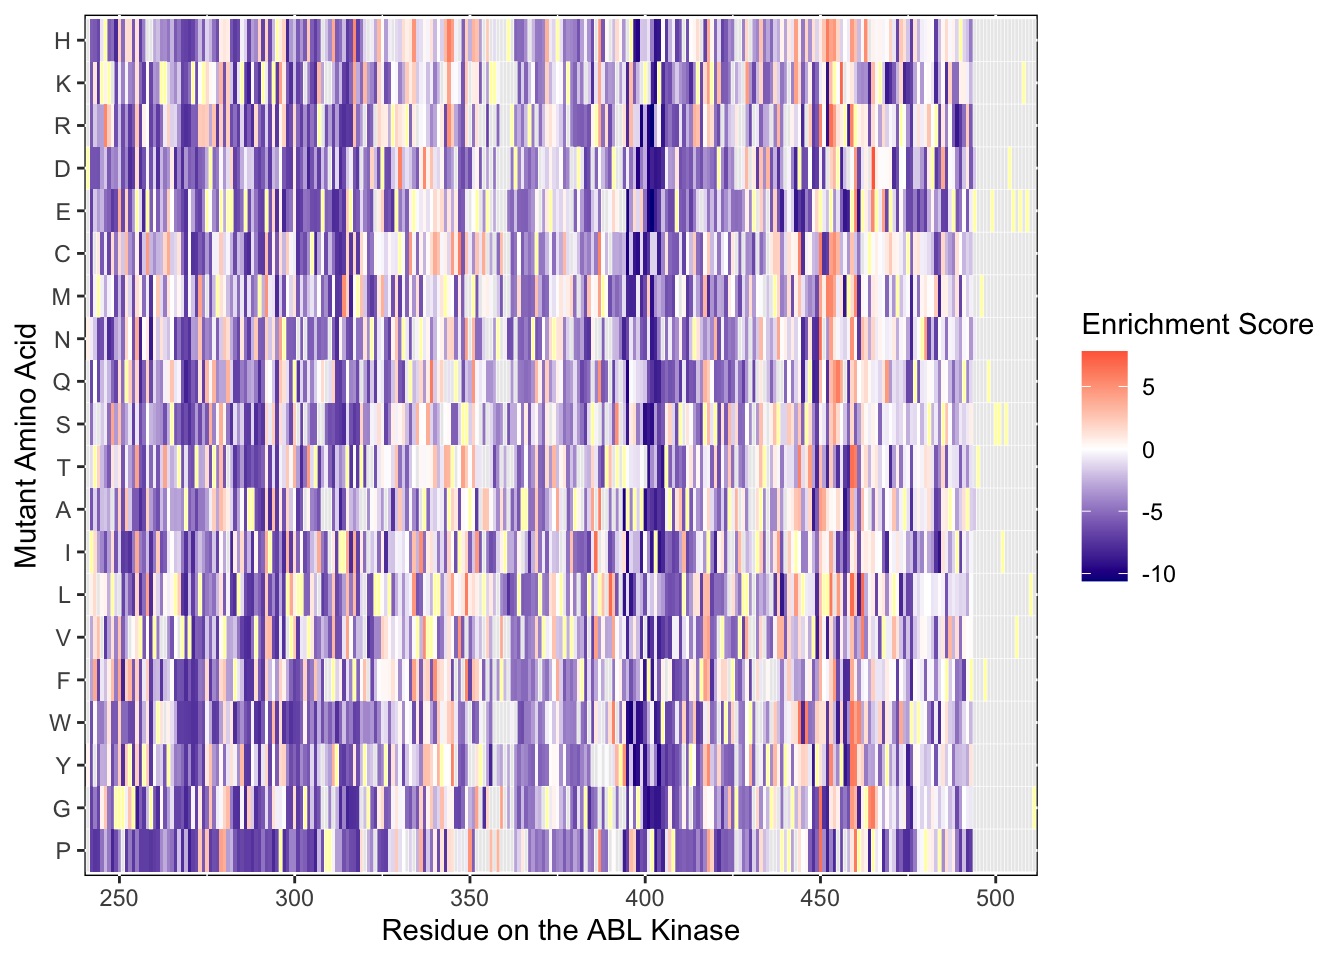 H
K
R
D
E
C
M
N
Q
S
T
A
I
L
V
F
W
Y
G
P
Mutant Amino Acid
250 300 350 400 450 500
Residue on the ABL Kinase
Enrichment Score
5
0
-5
-10